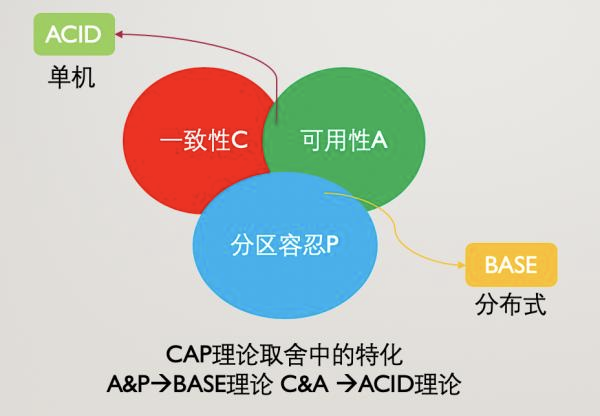 ACID
单机
一致性C
可用性A
分区容忍P
BASE
分布式
CAP理论取舍中的特化
A&P→BASE理论 C&A →ACID理论